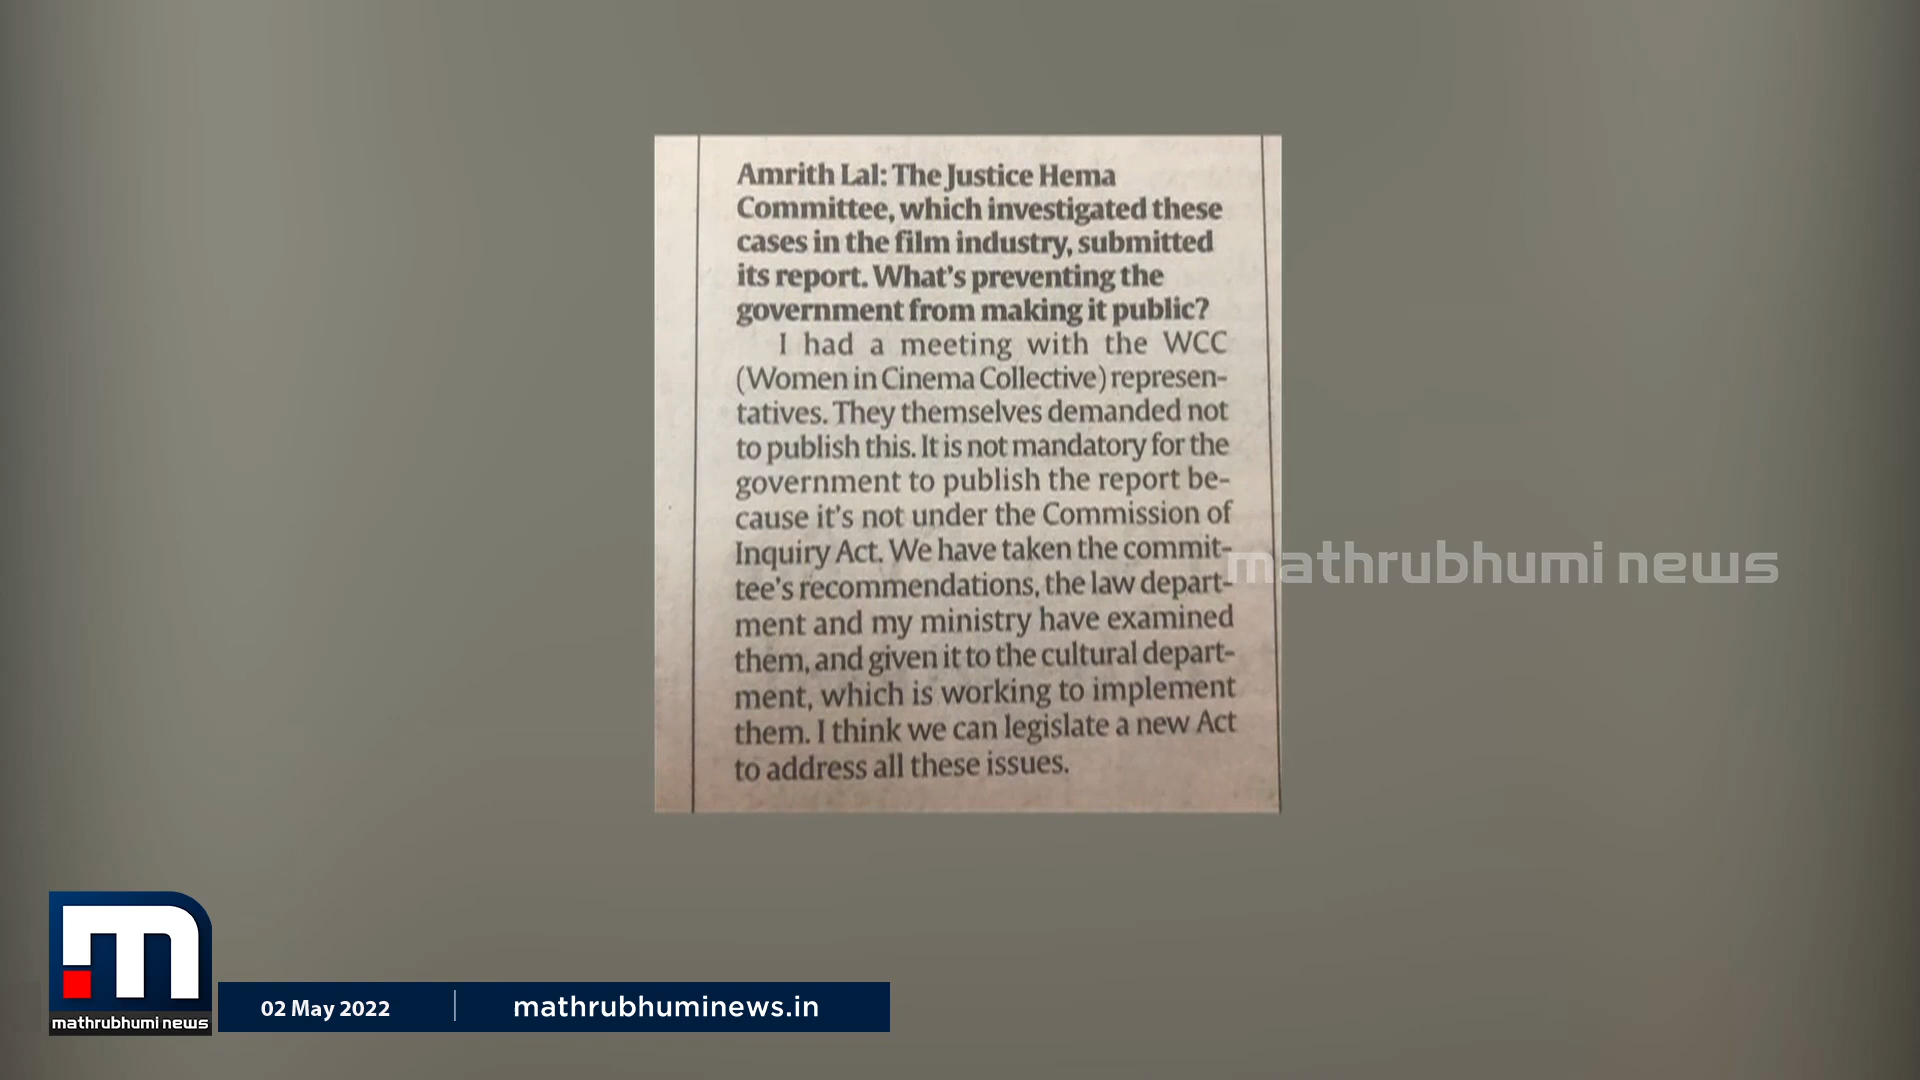 Amrith Lal: The Justice Hema
Committee, which investigated these
cases in the film industry, submitted
its report. What's preventing the
government from making it public?
I had a meeting with the WCC
(Women in Cinema Collective) represen-
tatives. They themselves demanded not
to publish this. It is not mandatory for the
government to publish the report be-
cause it's not under the Commission of
Inquiry Act. We have taken the commit-
tee's recommendations, the law depart-
ment and my ministry have examined
them, and given it to the cultural depart-
ment, which is working to implement
them. I think we can legislate a new Act
to address all these issues.
mathrubhumi news
mathrubhumi news
02 May 2022
mathrubhuminews.in